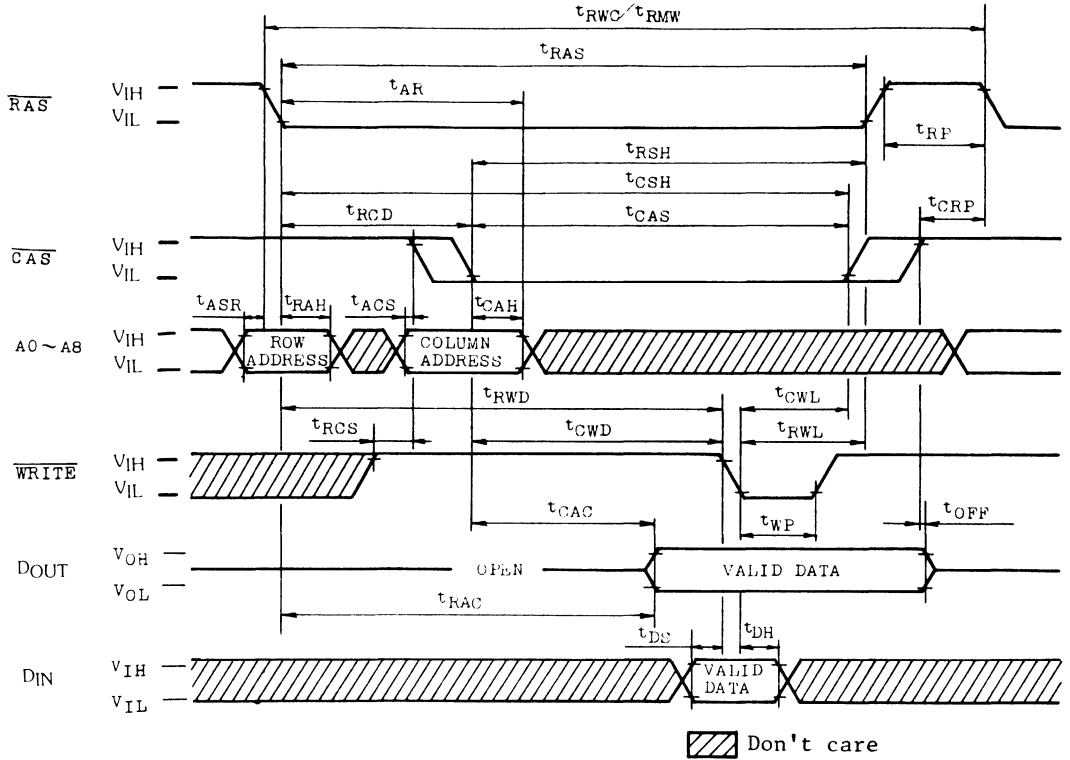 tRWC/tRMW
tRAS
tAR
RAS
VIH
VIL
tRP
tRSH
tCSH
tCRP
tRCD
tCAS
CAS
VIH
VIL
tASR
tRAH
tACS
tCAH
A0~A8
VIH
VIL
ROW ADDRESS
COLUMN ADDRESS
tRWD
tCWL
tRCS
tCWD
tRWL
WRITE
VIH
VIL
tCAC
tWP
tOFF
DOUT
VOH
VOL
OPEN
VALID DATA
tRAC
tDS
tDH
DIN
VIH
VIL
VALID DATA
Don't care